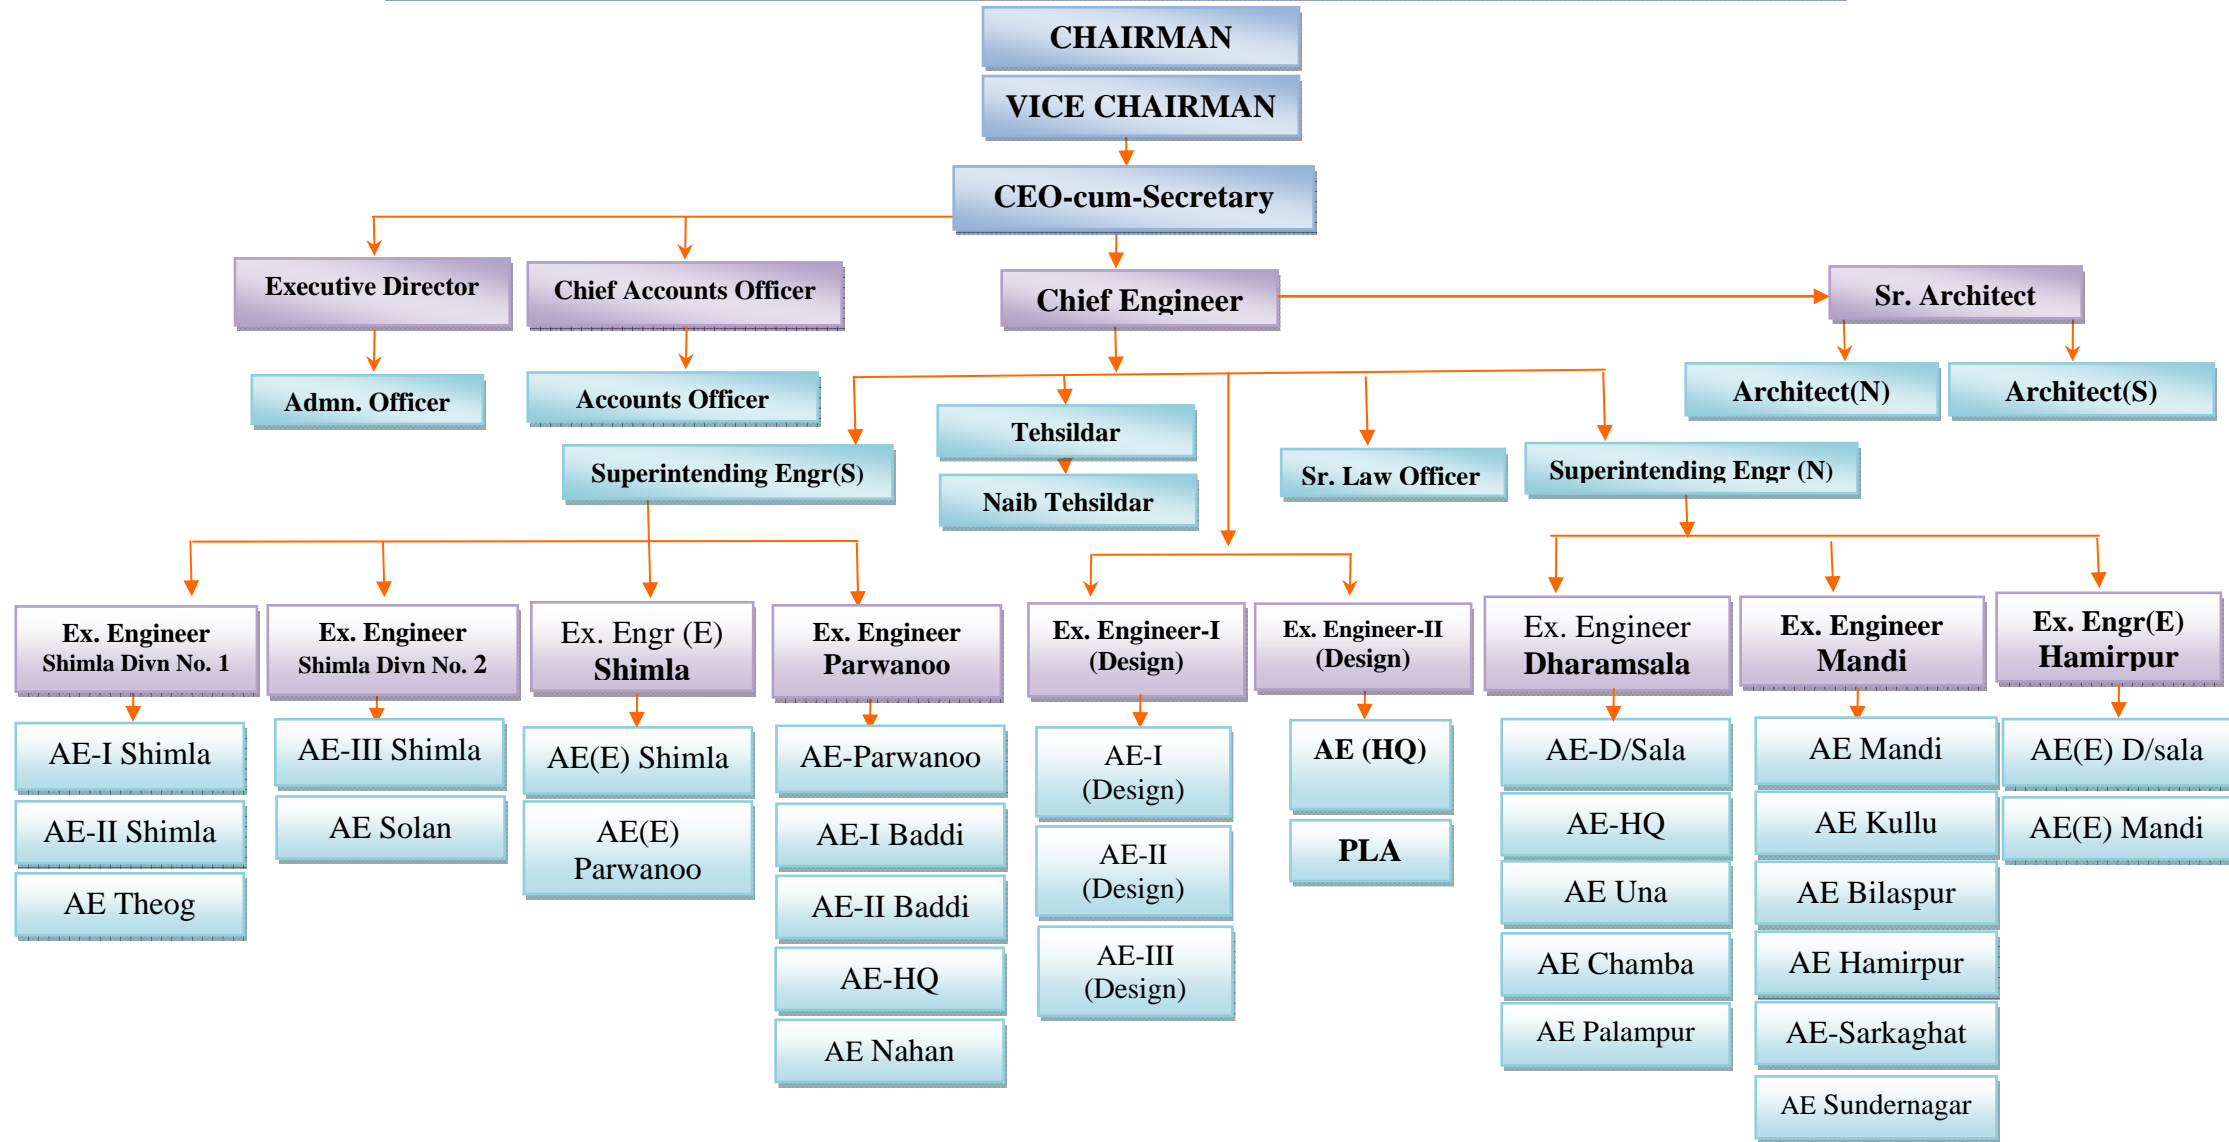 CHAIRMAN
VICE CHAIRMAN
CEO-cum-Secretary
Executive Director
Chief Accounts Officer
Chief Engineer
Sr. Architect
Admn. Officer
Accounts Officer
Architect(N)
Architect(S)
Tehsildar
Superintending Engr(S)
Naib Tehsildar
Sr. Law Officer
Superintending Engr (N)
Ex. Engineer
Shimla Divn No. 1
Ex. Engineer
Shimla Divn No. 2
Ex. Engr (E)
Shimla
Ex. Engineer
Parwanoo
Ex. Engineer-I
(Design)
Ex. Engineer-II
(Design)
Ex. Engineer
Dharamsala
Ex. Engineer
Mandi
Ex. Engr(E)
Hamirpur
AE-I Shimla
AE-II Shimla
AE Theog
AE-III Shimla
AE Solan
AE(E) Shimla
AE(E)
Parwanoo
AE-Parwanoo
AE-I Baddi
AE-II Baddi
AE-HQ
AE Nahan
AE-I
(Design)
AE-II
(Design)
AE-III
(Design)
AE (HQ)
PLA
AE-D/Sala
AE-HQ
AE Una
AE Chamba
AE Palampur
AE Mandi
AE Kullu
AE Bilaspur
AE Hamirpur
AE-Sarkaghat
AE Sundernagar
AE(E) D/sala
AE(E) Mandi